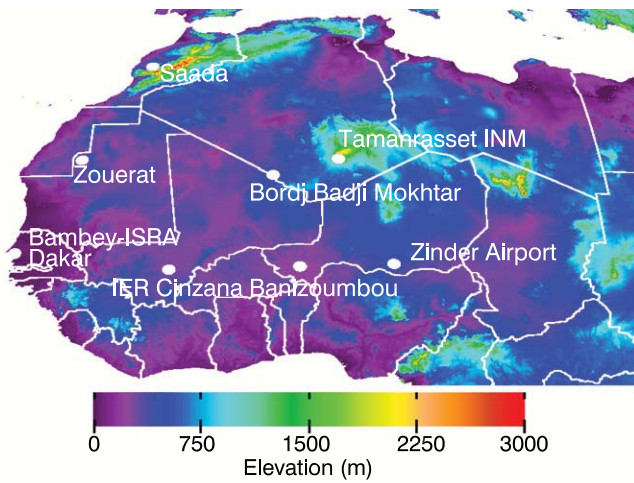 Saada
Tamanrasset INM
Zouerat
Bordj Badji Mokhtar
Bambey-ISRA
Dakar
Zinder Airport
IER Cinzana Banizoumbou
0 750 1500 2250 3000
Elevation (m)